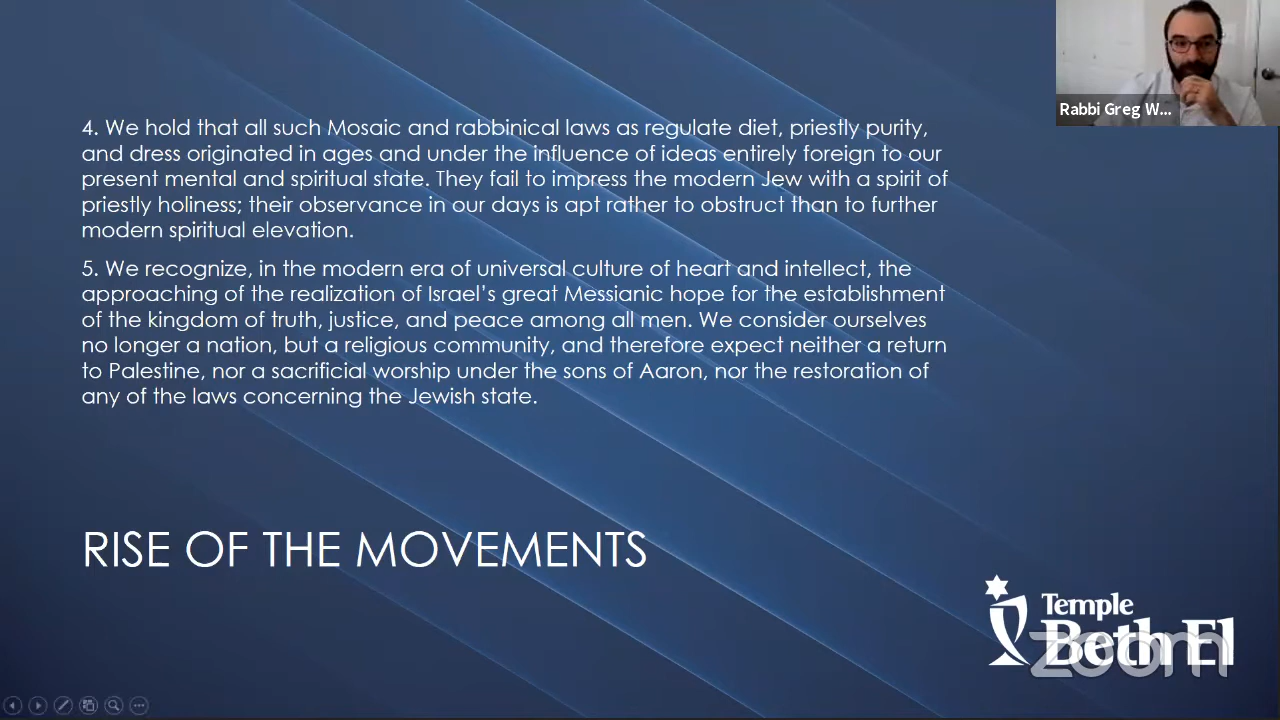 Rabbi Greg W...
4. We hold that all such Mosaic and rabbinical laws as regulate diet, priestly purity,
and dress originated in ages and under the influence of ideas entirely foreign to our
present mental and spiritual state. They fail to impress the modern Jew with a spirit of
priestly holiness; their observance in our days is apt rather to obstruct than to further
modern spiritual elevation.
5. We recognize, in the modern era of universal culture of heart and intellect, the
approaching of the realization of Israel's great Messianic hope for the establishment
of the kingdom of truth, justice, and peace among all men. We consider ourselves
no longer a nation, but a religious community, and therefore expect neither a return
to Palestine, nor a sacrificial worship under the sons of Aaron, nor the restoration of
any of the laws concerning the Jewish state.
RISE OF THE MOVEMENTS
Temple
Beth El
zoom